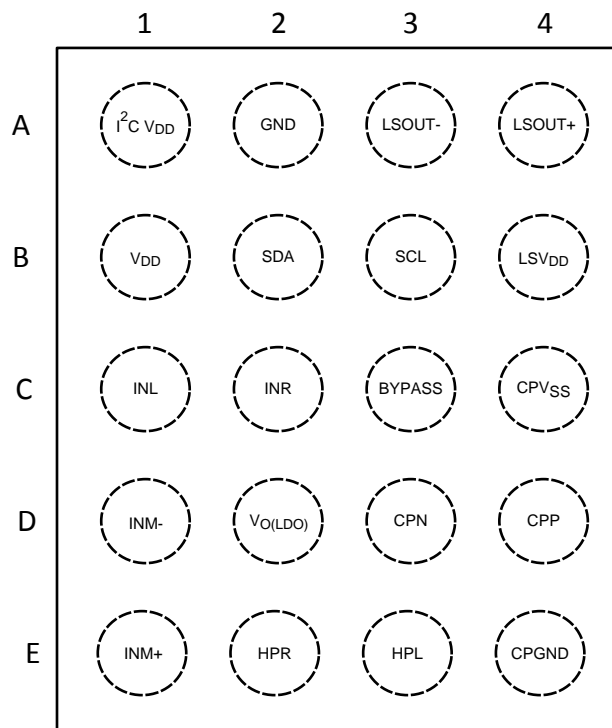 1 2 3 4
A I²C VDD GND LSOUT- LSOUT+
B VDD SDA SCL LSVDD
C INL INR BYPASS CPVSS
D INM- VO(LDO) CPN CPP
E INM+ HPR HPL CPGND